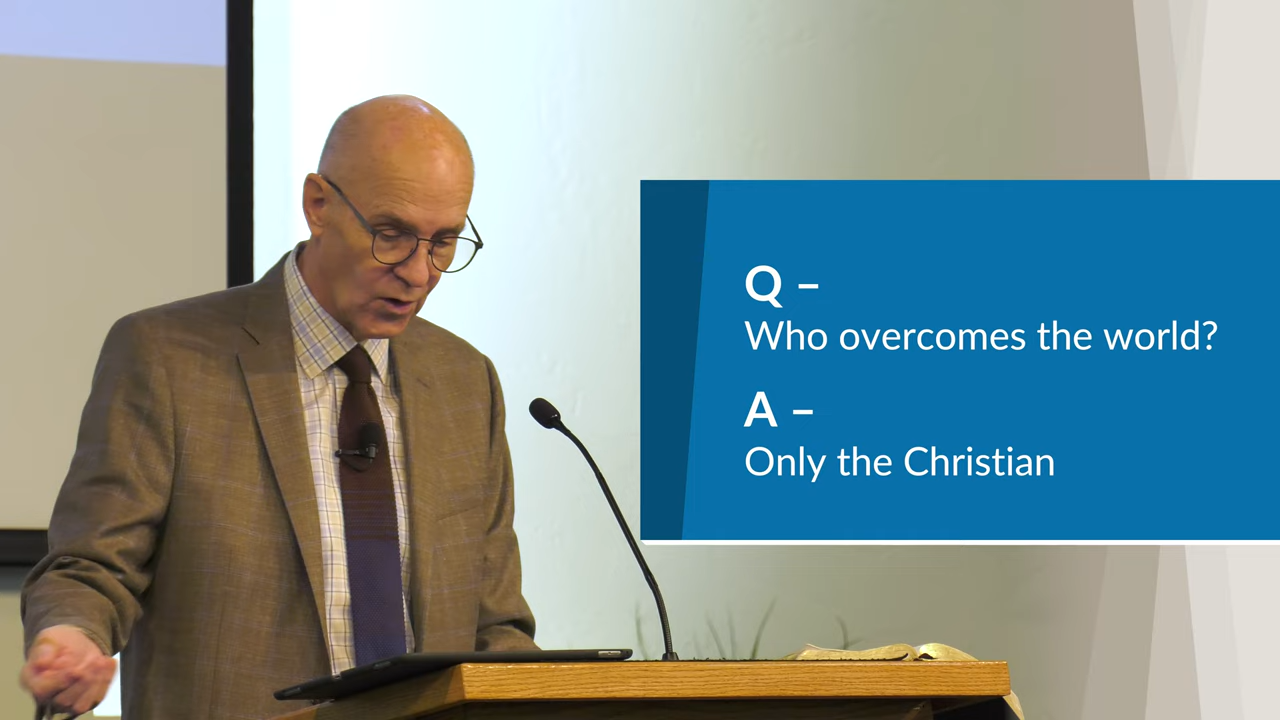 Q –
Who overcomes the world?
A –
Only the Christian